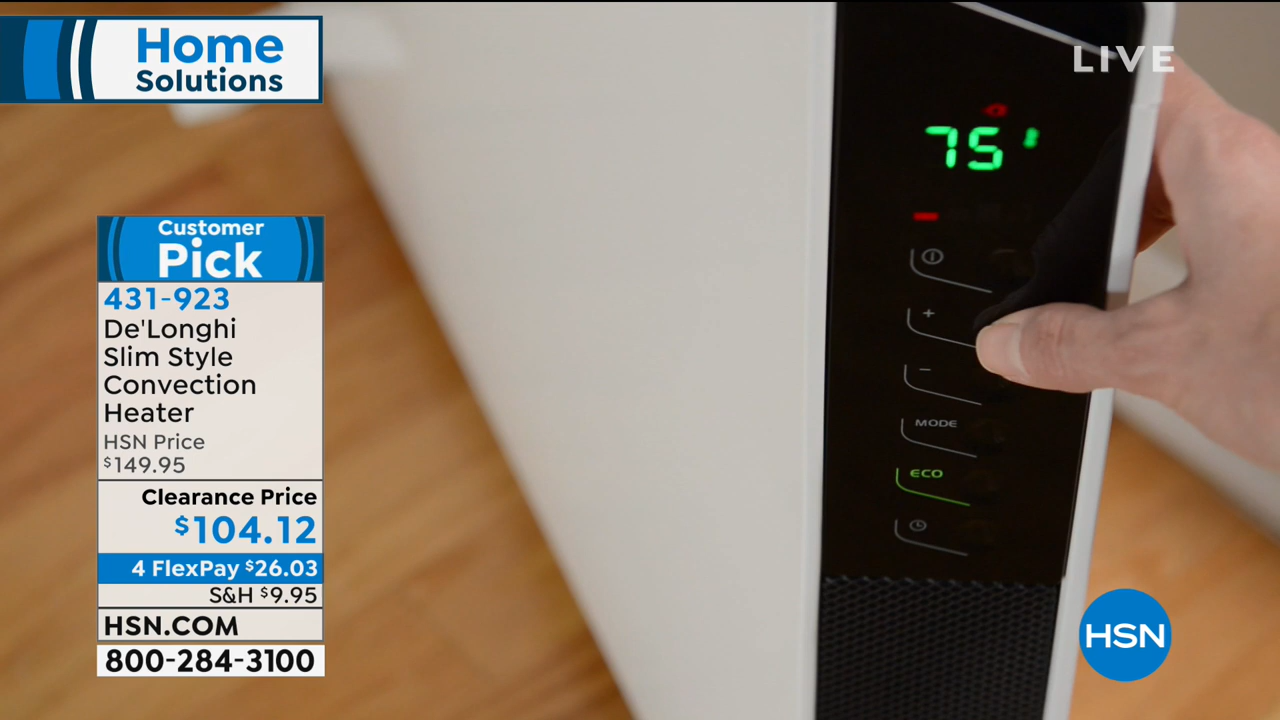 Home
Solutions
LIVE
75°
Customer
Pick
431-923
De'Longhi
Slim Style
Convection
Heater
HSN Price
$149.95
Clearance Price
$104.12
4 FlexPay $26.03
S&H $9.95
HSN.COM
800-284-3100
+
-
MODE
ECO
HSN